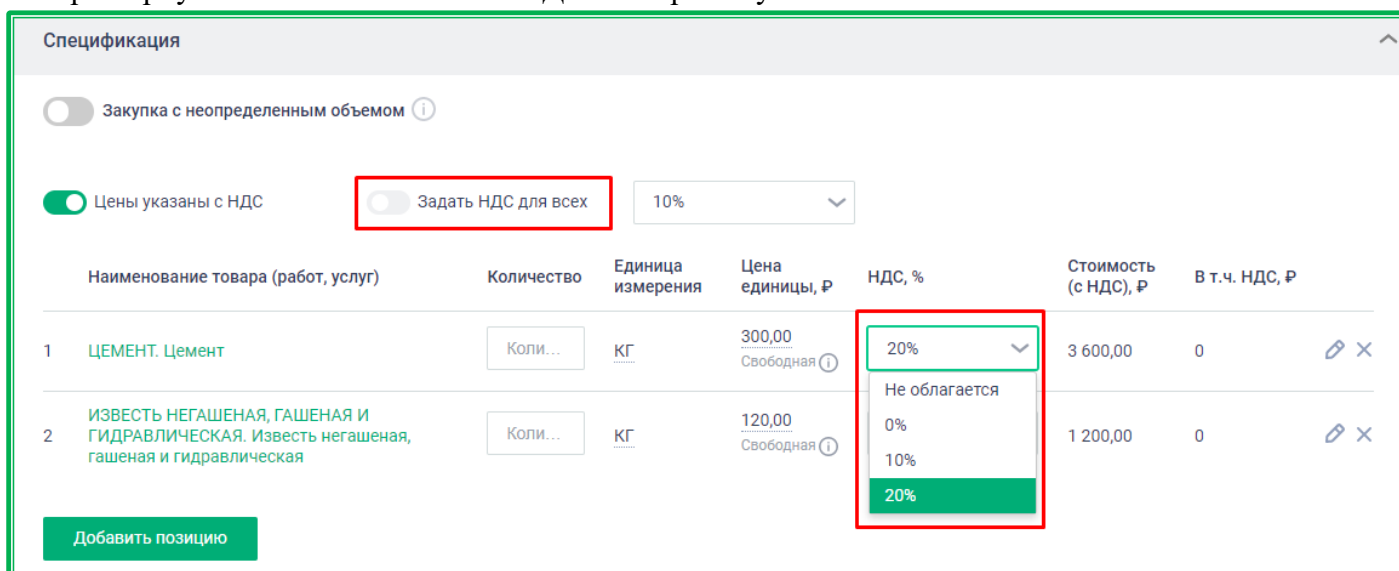 Спецификация
Закупка с неопределенным объемом
Цены указаны с НДС Задать НДС для всех 10%
Наименование товара (работ, услуг) Количество Единица измерения Цена единицы, ₽ НДС, % Стоимость (с НДС), ₽ В т.ч. НДС, ₽
1 ЦЕМЕНТ. Цемент Коли... КГ 300,00 Свободная 20% 3 600,00 0
Не облагается
0%
10%
20%
2 ИЗВЕСТЬ НЕГАШЕНАЯ, ГАШЕНАЯ И
ГИДРАВЛИЧЕСКАЯ. Известь негашеная,
гашеная и гидравлическая
Коли... КГ 120,00 Свободная 1 200,00 0
Добавить позицию